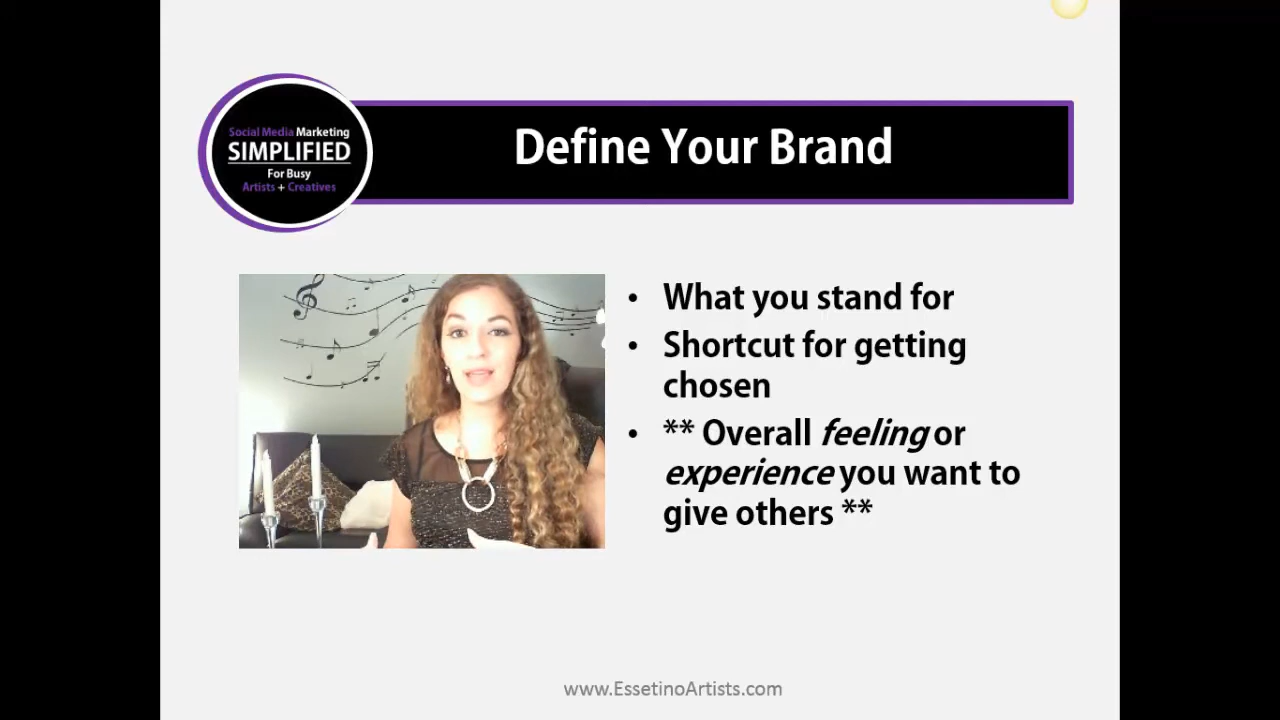 Social Media Marketing
SIMPLIFIED
For Busy
Artists + Creatives
Define Your Brand
• What you stand for
• Shortcut for getting
chosen
• ** Overall feeling or
experience you want to
give others **
www.EssetinoArtists.com